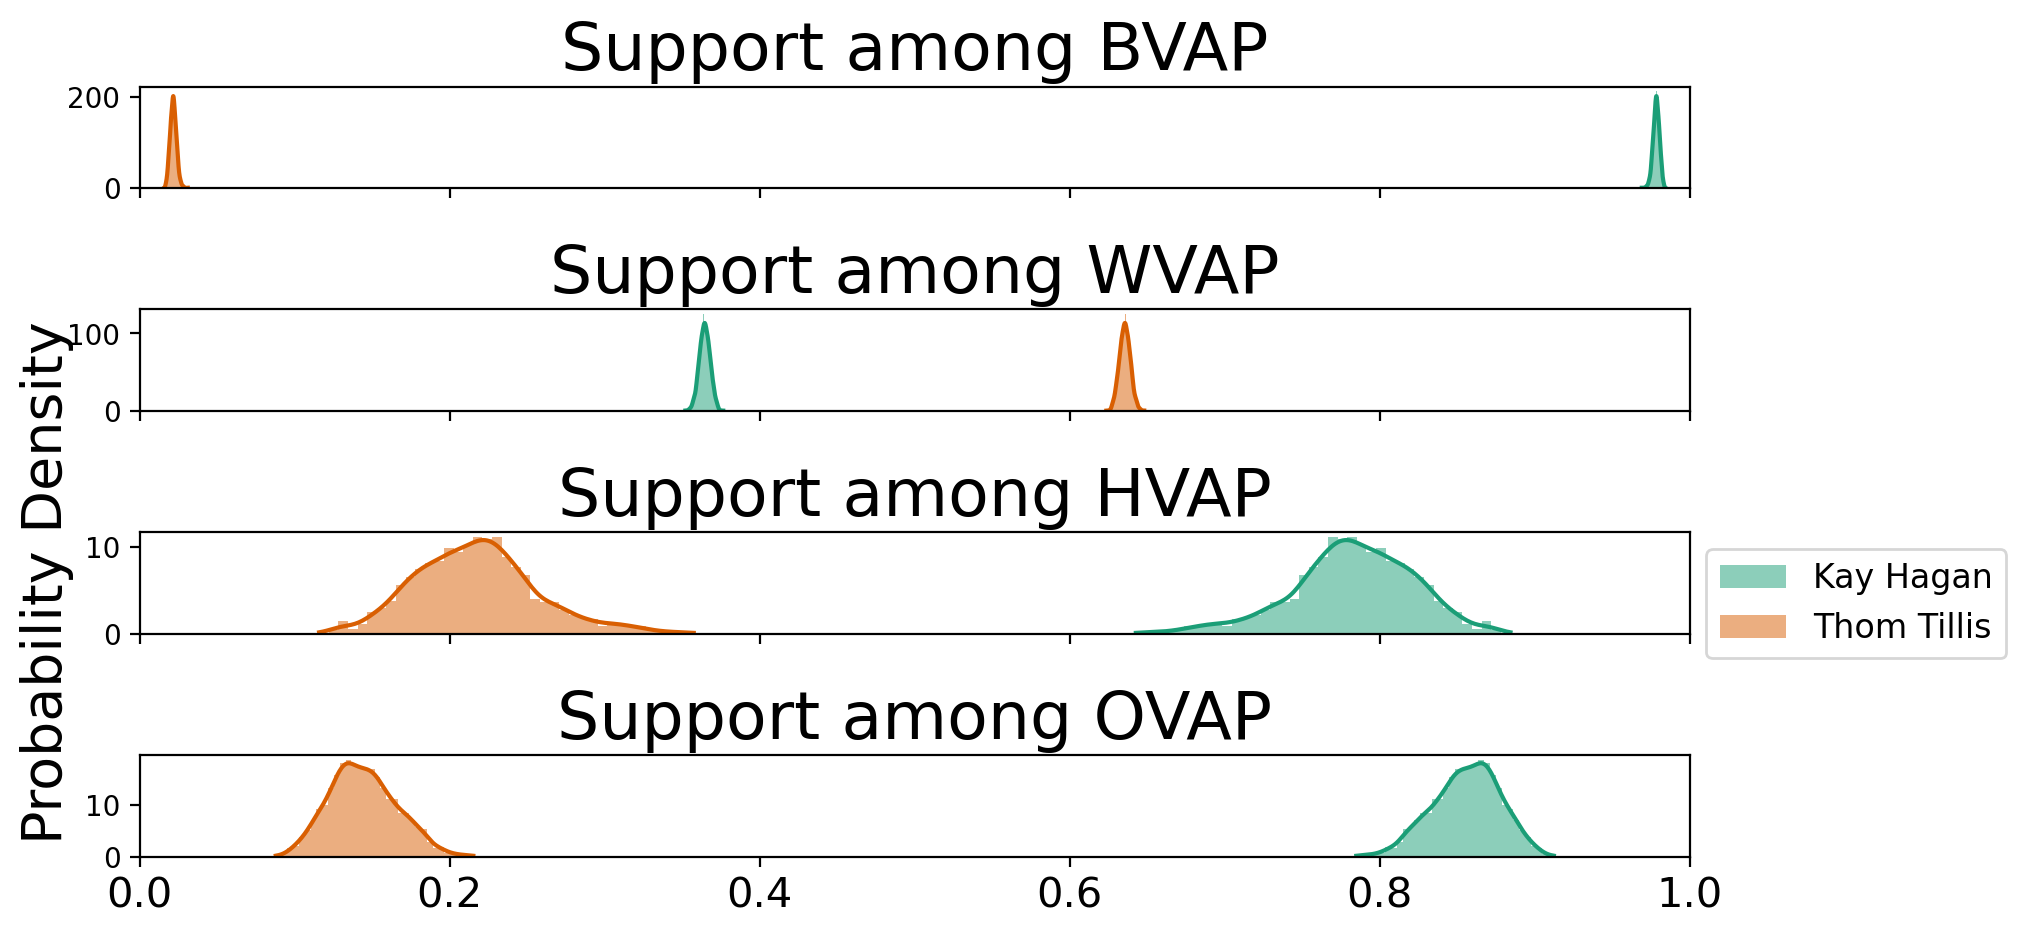 Support among BVAP
200
0
Support among WVAP
100
0
Support among HVAP
10
0
Support among OVAP
10
0
0.0 0.2 0.4 0.6 0.8 1.0
Probability Density
Kay Hagan
Thom Tillis